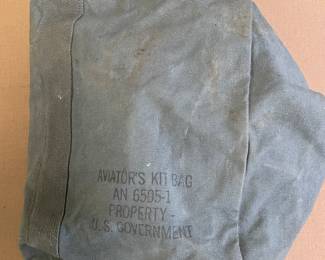 AVIATOR'S KIT BAG
AN 6505-1
PROPERTY -
U.S. GOVERNMENT